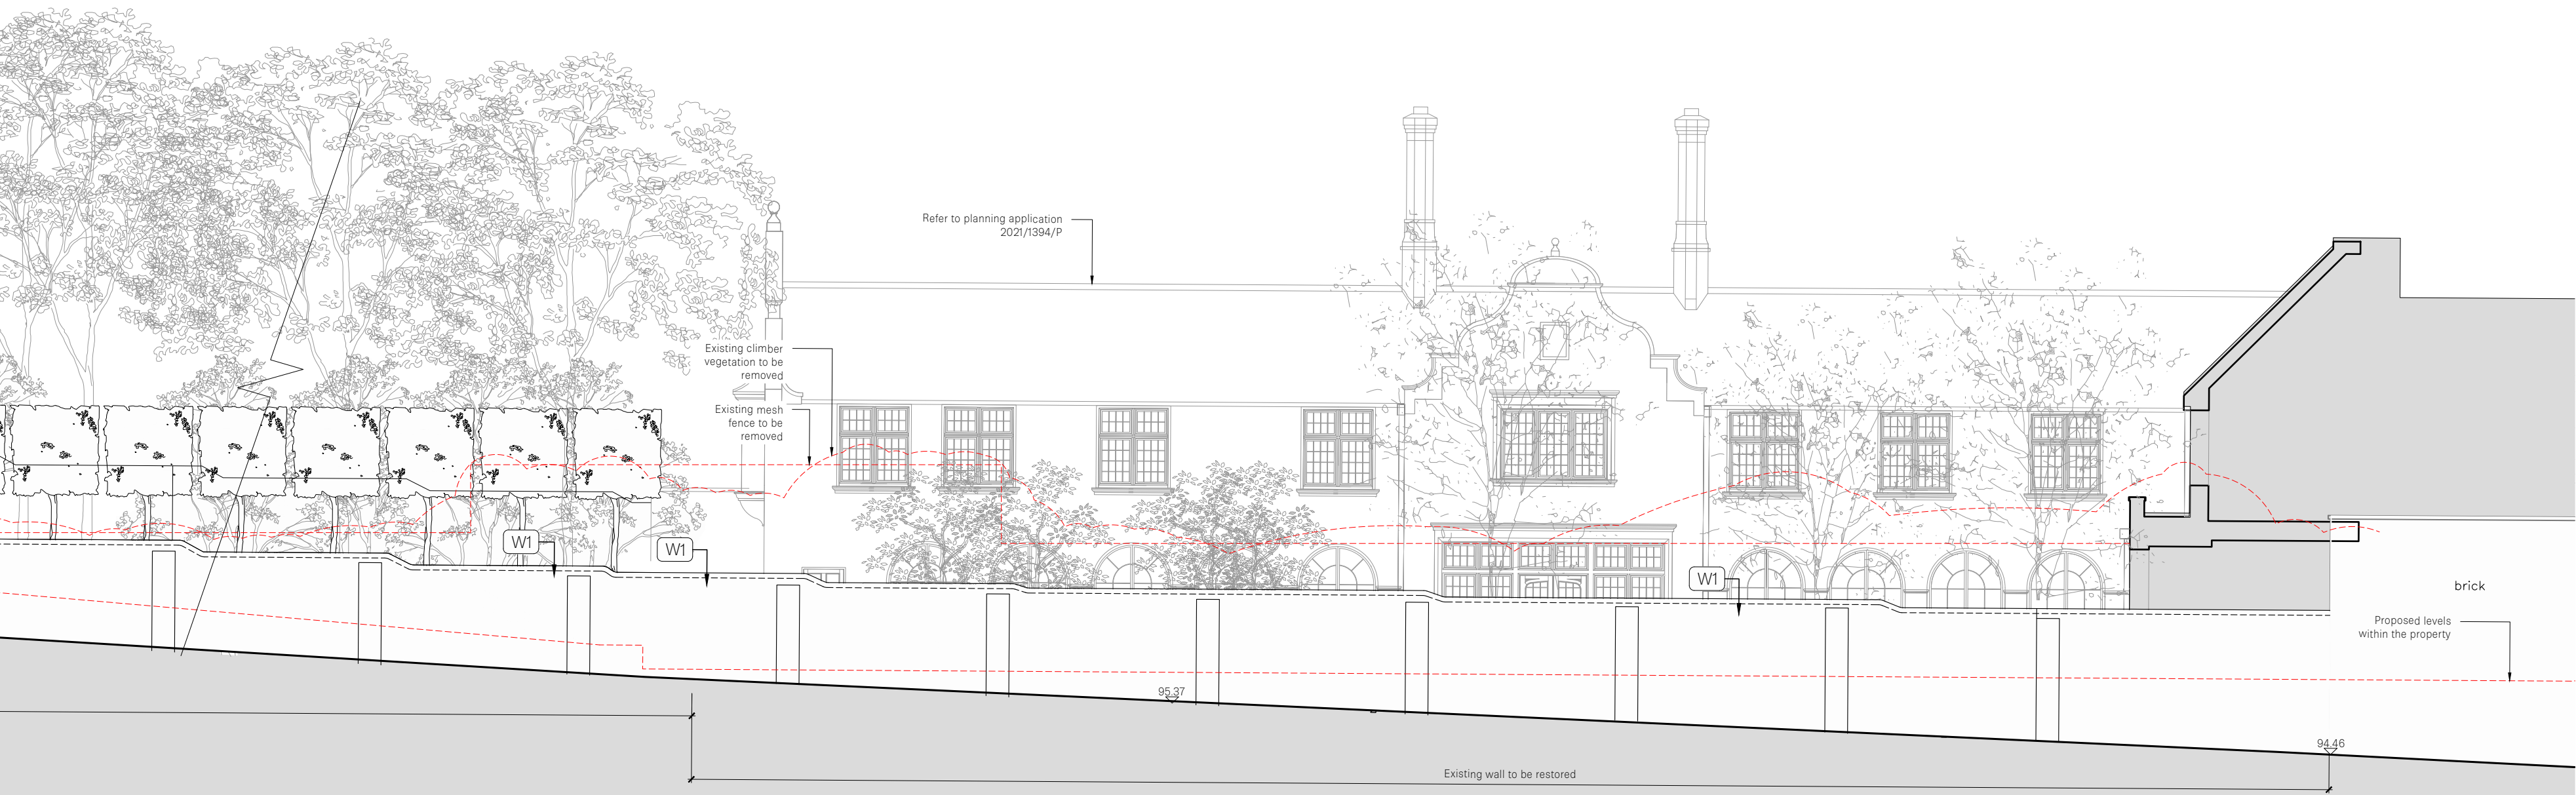 Refer to planning application
2021/1394/P
Existing climber
vegetation to be
removed
Existing mesh
fence to be
removed
W1
W1
W1
brick
Proposed levels
within the property
95.37
94.46
Existing wall to be restored